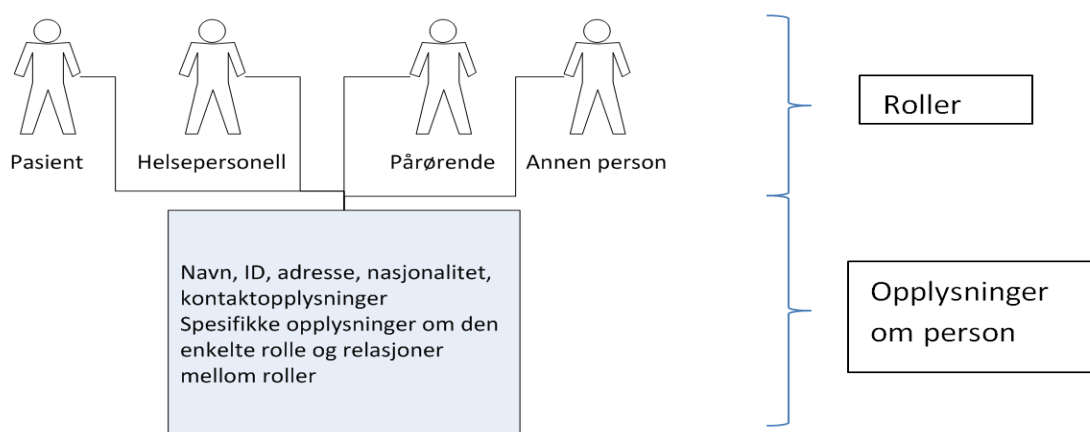 Pasient
Helsepersonell
Pårørende
Annen person
Roller
Navn, ID, adresse, nasjonalitet,
kontaktopplysninger
Spesifikke opplysninger om den
enkelte rolle og relasjoner
mellom roller
Opplysninger
om person